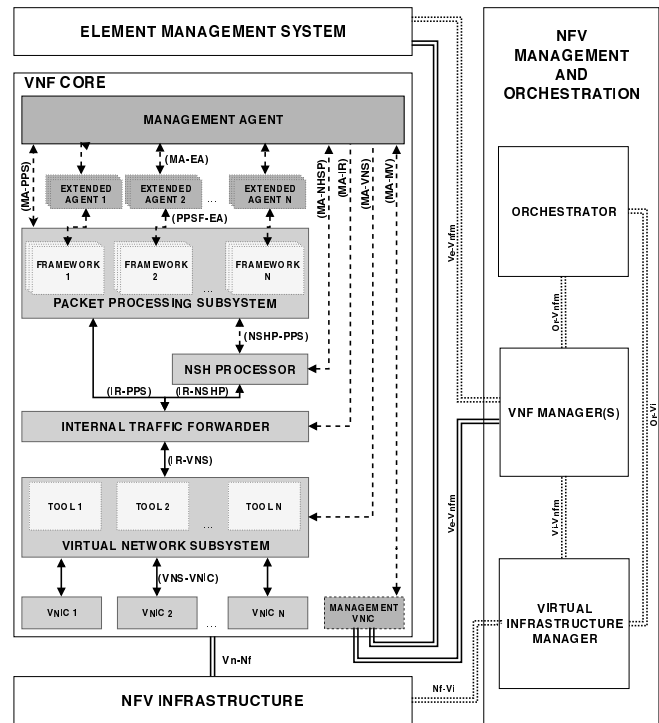 ELEMENT MANAGEMENT SYSTEM
NFV
MANAGEMENT
AND
ORCHESTRATION
VNF CORE
MANAGEMENT AGENT
(MA-PPS)
(MA-EA)
(MA-NHSP)
(MA-IR)
(MA-VNS)
(MA-MV)
EXTENDED
AGENT 1
EXTENDED
AGENT 2
...
EXTENDED
AGENT N
(PPSF-EA)
FRAMEWORK
1
FRAMEWORK
2
...
FRAMEWORK
N
PACKET PROCESSING SUBSYSTEM
(NSHP-PPS)
NSH PROCESSOR
(IR-PPS)
(IR-NSHP)
INTERNAL TRAFFIC FORWARDER
(IR-VNS)
TOOL 1
TOOL 2
...
TOOL N
VIRTUAL NETWORK SUBSYSTEM
(VNS-VNIC)
VNIC 1
VNIC 2
...
VNIC N
MANAGEMENT
VNIC
Vn-Nf
NFV INFRASTRUCTURE
Ve-Vnfm
Ve-Vnfm
Nf-Vi
ORCHESTRATOR
Or-Vnfm
Or-Vi
VNF MANAGER(S)
Vi-Vnfm
VIRTUAL
INFRASTRUCTURE
MANAGER